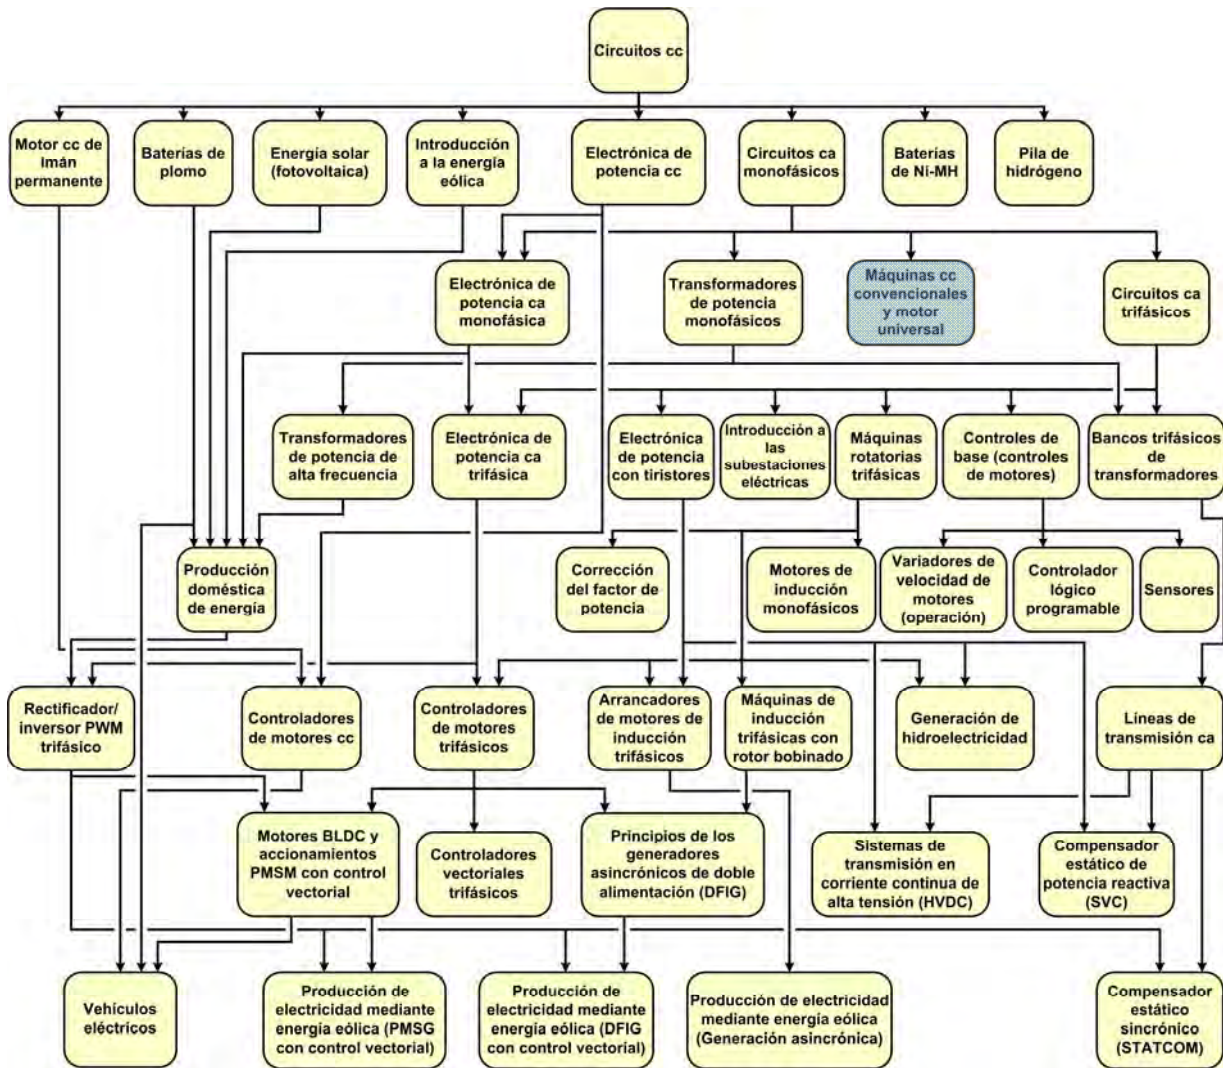 Circuitos cc
Motor cc de
imán
permanente
Baterías de
plomo
Energía solar
(fotovoltaica)
Introducción
a la energía
eólica
Electrónica de
potencia cc
Circuitos ca
monofásicos
Baterías
de Ni-MH
Pila de
hidrógeno
Electrónica de
potencia ca
monofásica
Transformadores
de potencia
monofásicos
Máquinas cc
convencionales
y motor
universal
Circuitos ca
trifásicos
Transformadores
de potencia de
alta frecuencia
Electrónica de
potencia ca
trifásica
Electrónica
de potencia
con tiristores
Introducción a
las
subestaciones
eléctricas
Máquinas
rotatorias
trifásicas
Controles de
base (controles
de motores)
Bancos trifásicos
de
transformadores
Producción
doméstica
de energía
Corrección
del factor de
potencia
Motores de
inducción
monofásicos
Variadores de
velocidad de
motores
(operación)
Controlador
lógico
programable
Sensores
Rectificador/
inversor PWM
trifásico
Controladores
de motores cc
Controladores
de motores
trifásicos
Arrancadores
de motores de
inducción
trifásicos
Máquinas de
inducción
trifásicas con
rotor bobinado
Generación de
hidroelectricidad
Líneas de
transmisión ca
Motores BLDC y
accionamientos
PMSM con control
vectorial
Controladores
vectoriales
trifásicos
Principios de los
generadores
asincrónicos de doble
alimentación (DFIG)
Sistemas de
transmisión en
corriente continua de
alta tensión (HVDC)
Compensador
estático de
potencia reactiva
(SVC)
Vehículos
eléctricos
Producción de
electricidad mediante
energía eólica (PMSG
con control vectorial)
Producción de
electricidad mediante
energía eólica (DFIG
con control vectorial)
Producción de electricidad
mediante energía eólica
(Generación asincrónica)
Compensador
estático
sincrónico
(STATCOM)